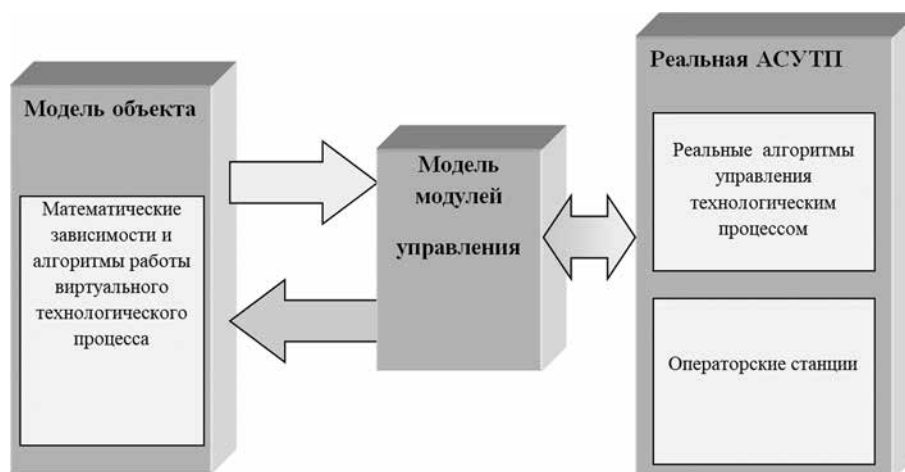 Модель объекта
Математические
зависимости и
алгоритмы работы
виртуального
технологического
процесса
Модель
модулей
управления
Реальная АСУТП
Реальные алгоритмы
управления
технологическим
процессом
Операторские станции